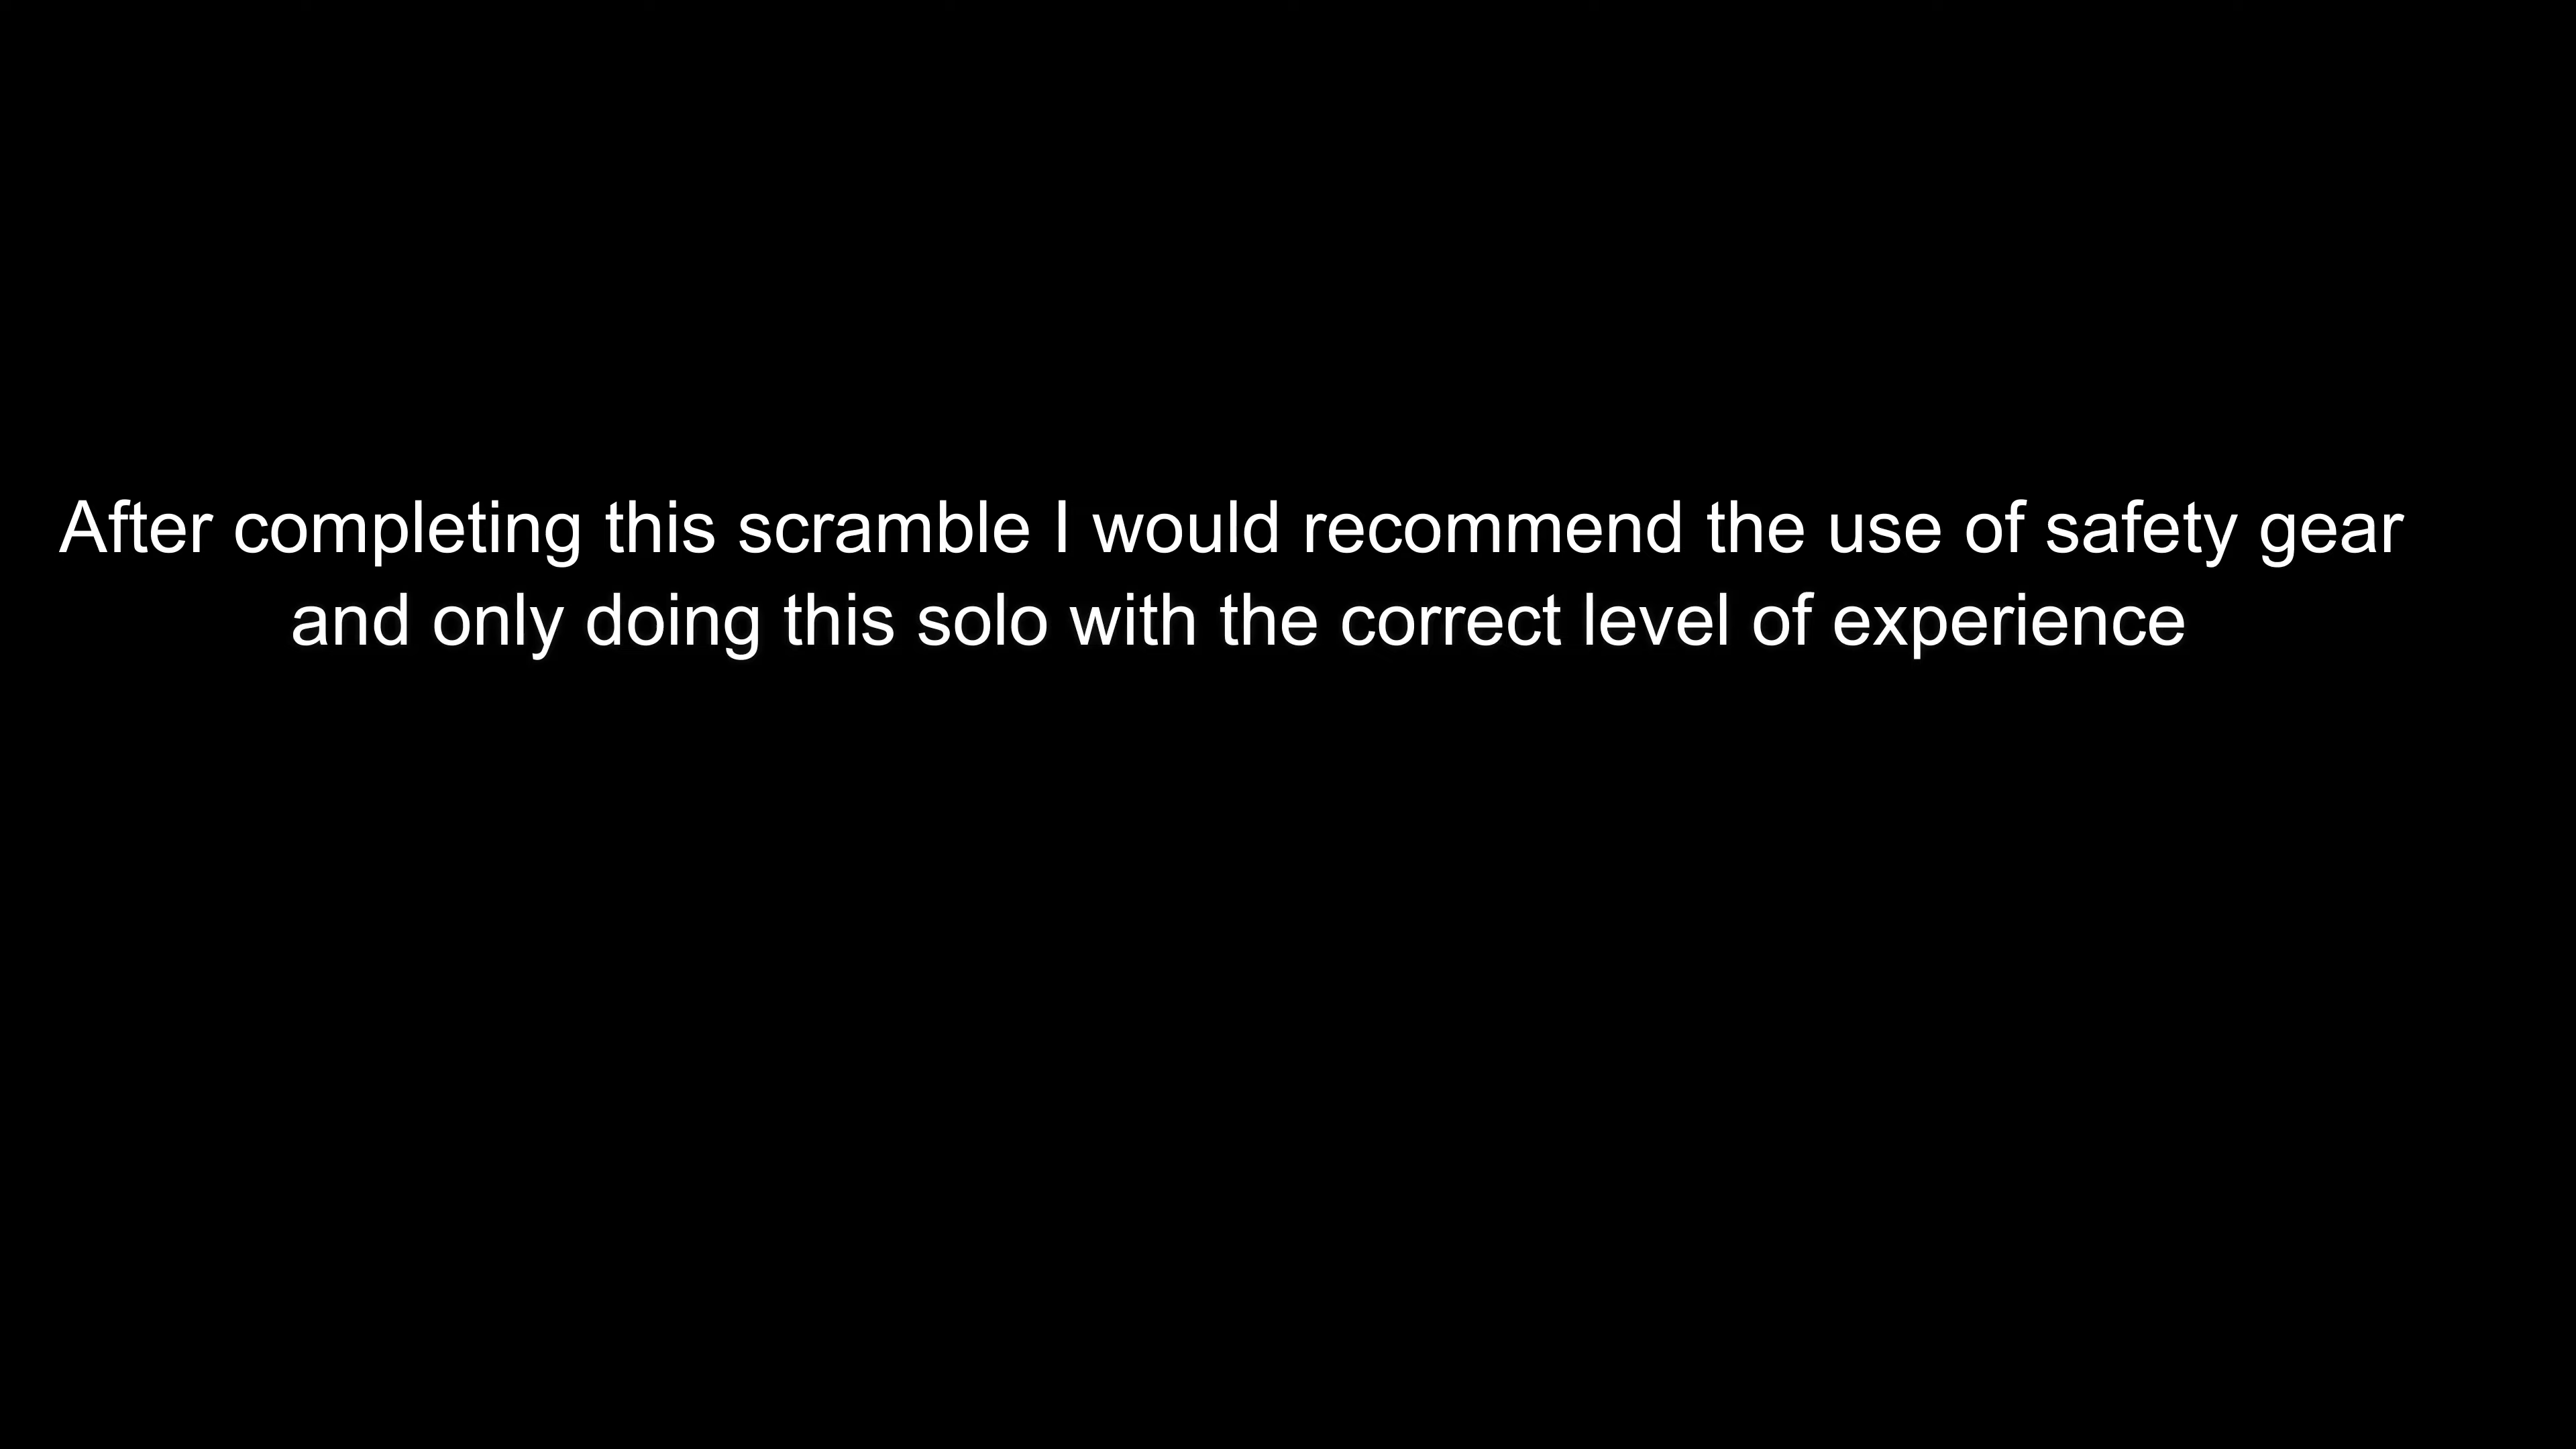 After completing this scramble I would recommend the use of safety gear
and only doing this solo with the correct level of experience